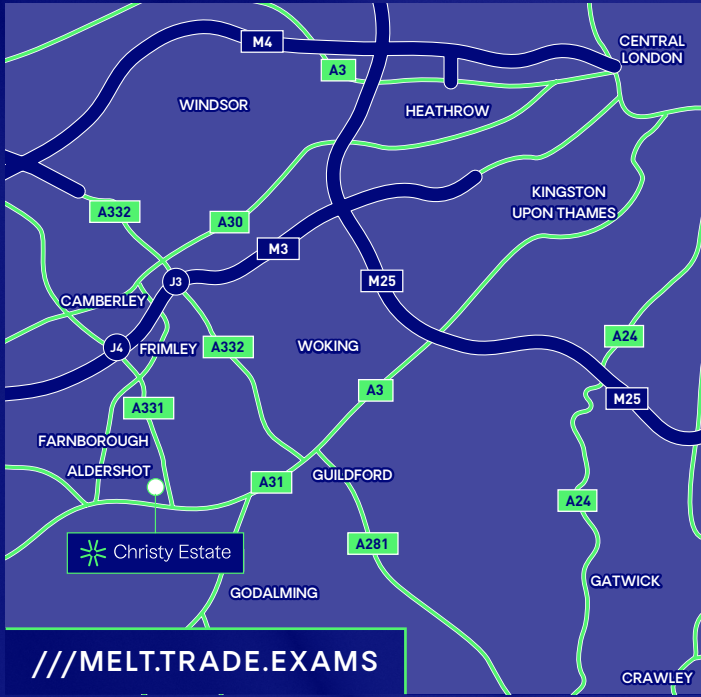 M4
CENTRAL
LONDON
A3
WINDSOR
HEATHROW
KINGSTON
UPON THAMES
A332
A30
M3
J3
M25
CAMBERLEY
J4
FRIMLEY
A332
WOKING
A24
A3
M25
A331
FARNBOROUGH
ALDERSHOT
A31
GUILDFORD
A24
Christy Estate
A281
GODALMING
GATWICK
///MELT.TRADE.EXAMS
CRAWLEY